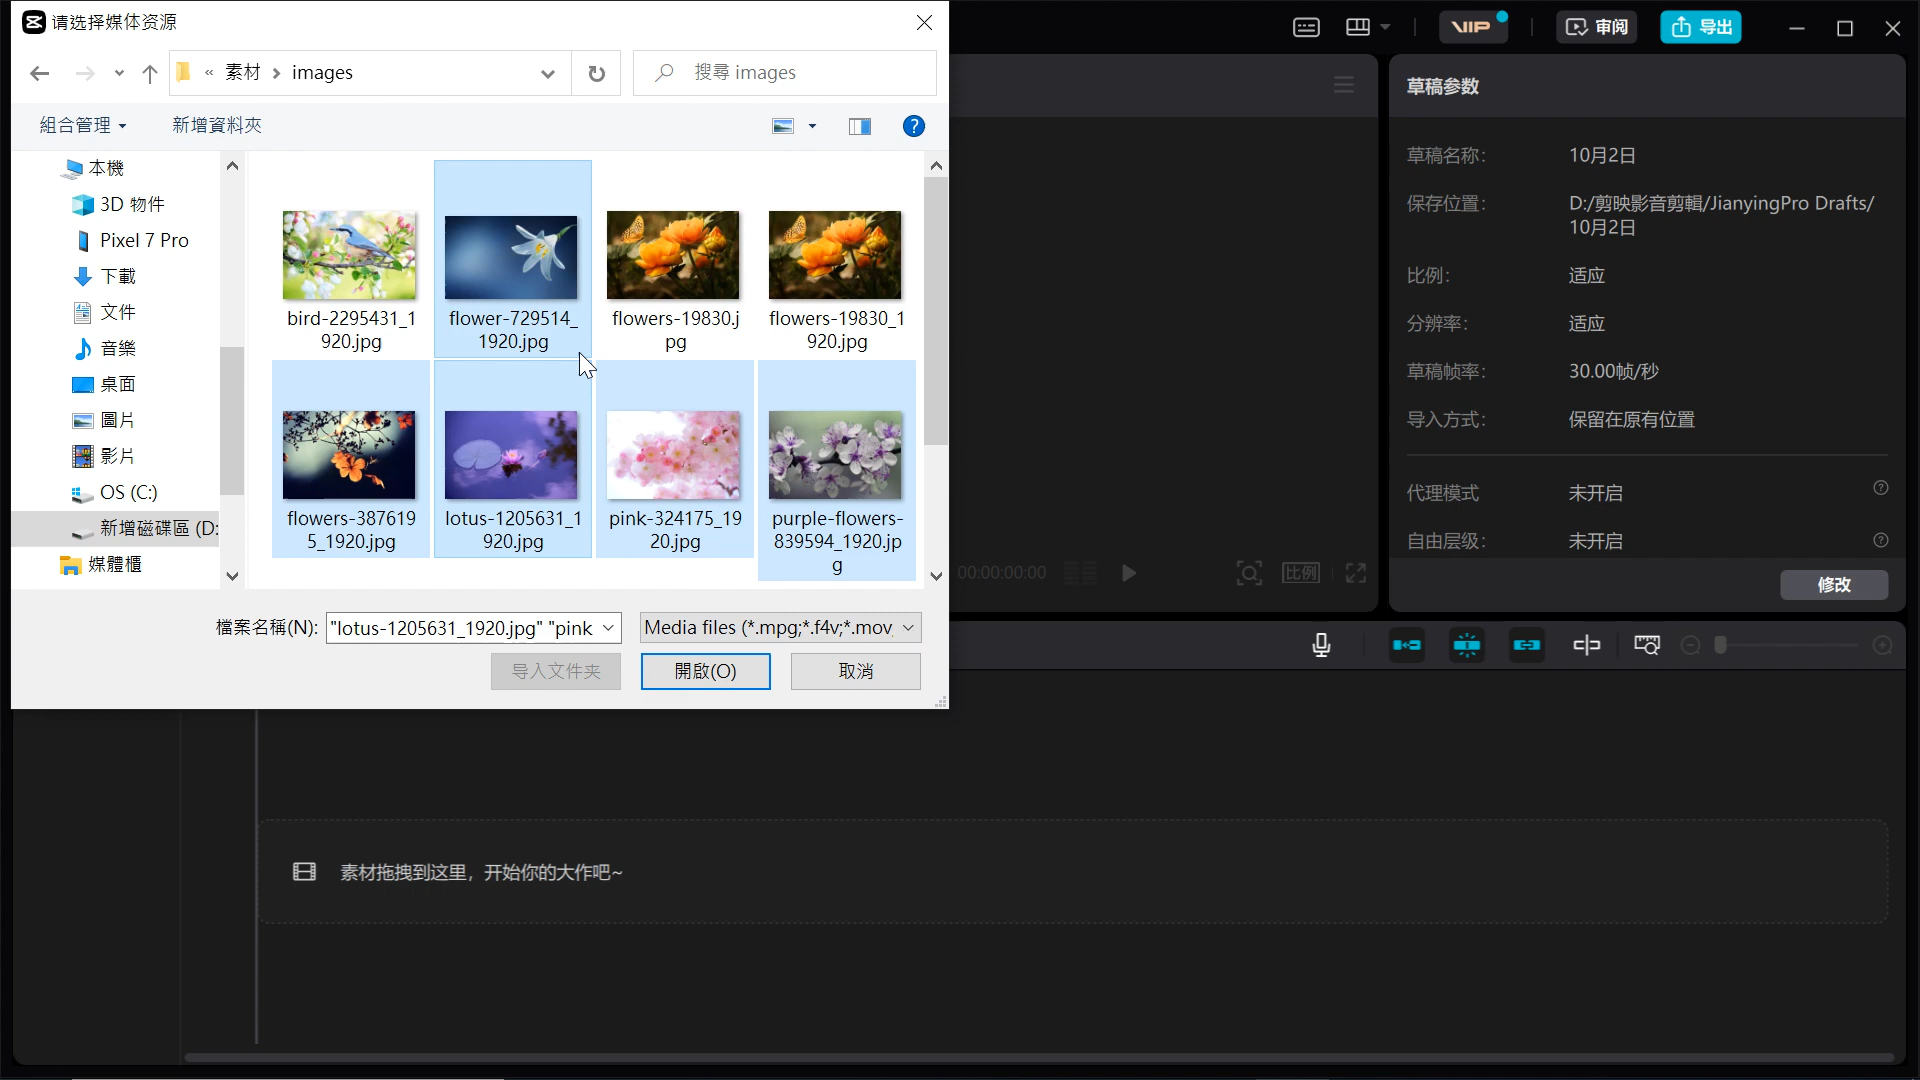 请选择媒体资源
« 素材 > images
搜尋 images
組合管理
新增資料夾
本機
3D 物件
Pixel 7 Pro
下載
文件
音樂
桌面
圖片
影片
OS (C:)
新增磁碟區 (D:
媒體櫃
bird-2295431_1
920.jpg
flower-729514_
1920.jpg
flowers-19830.j
pg
flowers-19830_1
920.jpg
flowers-387619
5_1920.jpg
lotus-1205631_1
920.jpg
pink-324175_19
20.jpg
purple-flowers-
839594_1920.jp
g
檔案名稱(N):
"lotus-1205631_1920.jpg" "pink
Media files (*.mpg;*.f4v;*.mov,
导入文件夹
開啟(O)
取消
VIP
审阅
导出
草稿参数
草稿名称:
10月2日
保存位置:
D:/剪映影音剪輯/JianyingPro Drafts/
10月2日
比例:
适应
分辨率:
适应
草稿帧率:
30.00帧/秒
导入方式:
保留在原有位置
代理模式
未开启
自由层级:
未开启
修改
00:00:00:00
比例
素材拖拽到这里，开始你的大作吧~